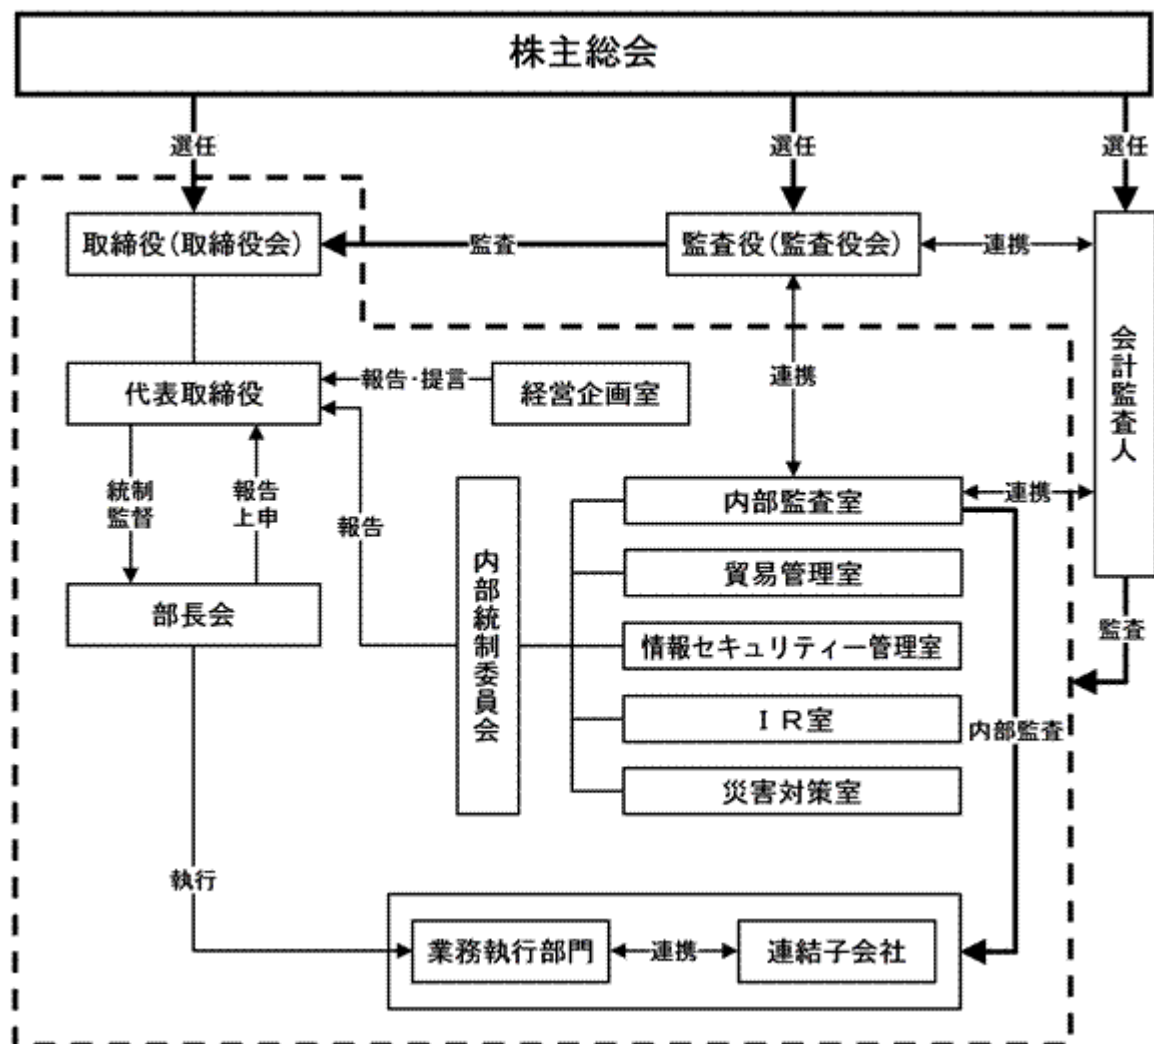 株主総会
選任
選任
選任
取締役(取締役会)
監査
監査役(監査役会)
連携
会計監査人
代表取締役
報告・提言
経営企画室
連携
統制
監督
報告
上申
報告
内部統制委員会
内部監査室
連携
貿易管理室
部長会
情報セキュリティー管理室
監査
ＩＲ室
内部監査
災害対策室
執行
業務執行部門
連携
連結子会社